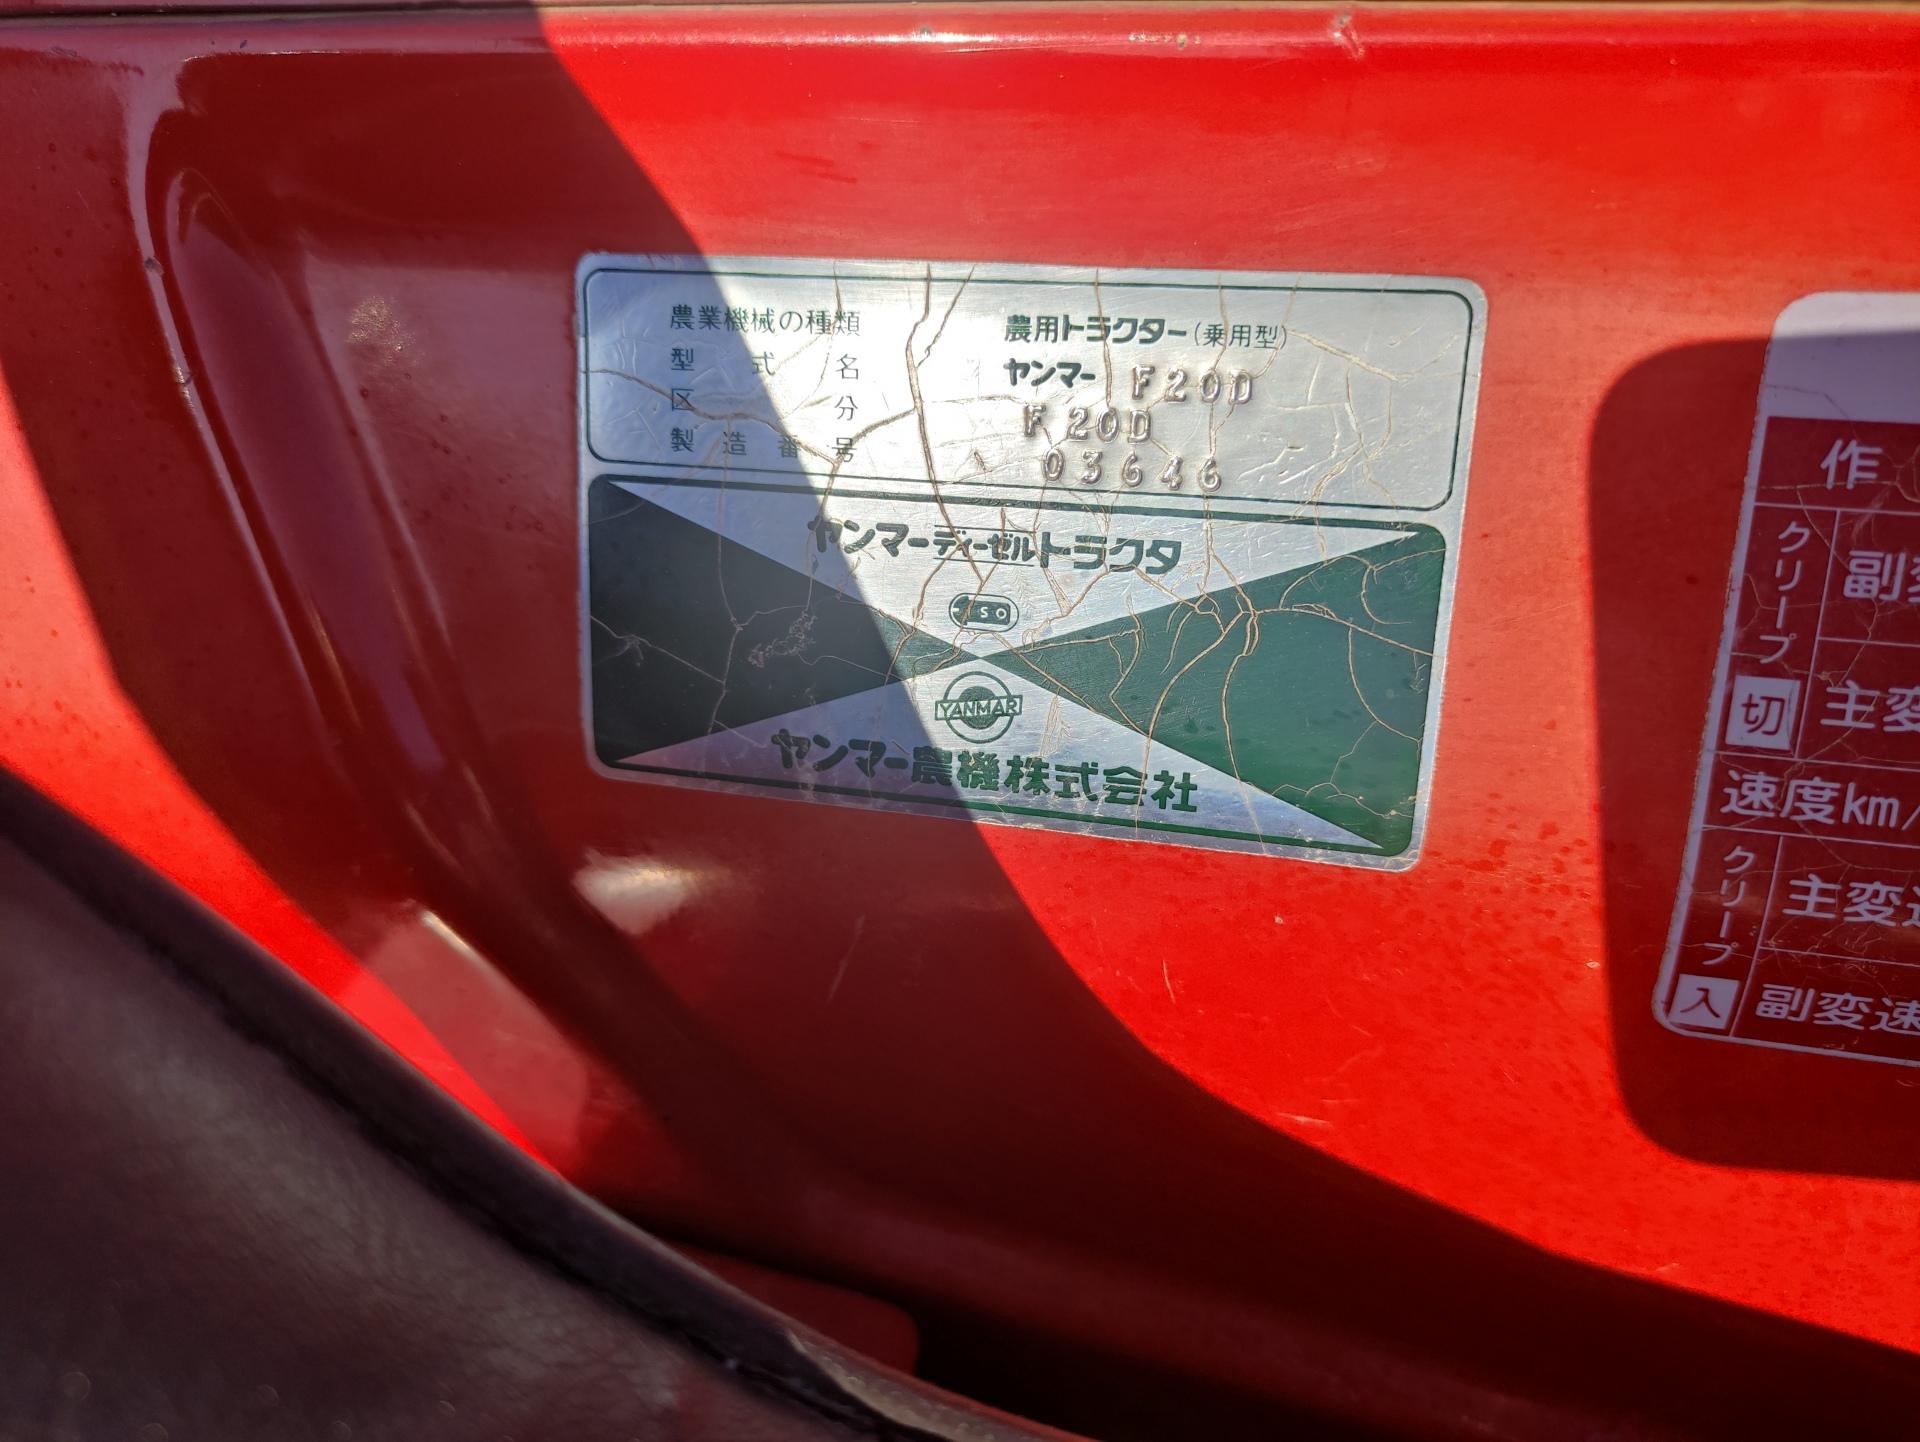 農業機械の種類 農用トラクター(乗用型)
型式名 ヤンマー F20D
区分 F20D
製造番号 03646
ヤンマーディーゼルトラクタ
ISO
YANMAR
ヤンマー農機株式会社
作
クリープ
切
副変
主変
速度km/
クリープ
入
主変速
副変速